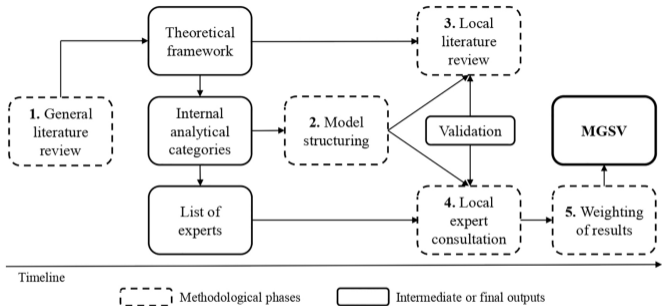 Theoretical
framework
3. Local
literature
review
1. General
literature
review
Internal
analytical
categories
2. Model
structuring
Validation
MGSV
List of
experts
4. Local
expert
consultation
5. Weighting
of results
Timeline
Methodological phases
Intermediate or final outputs